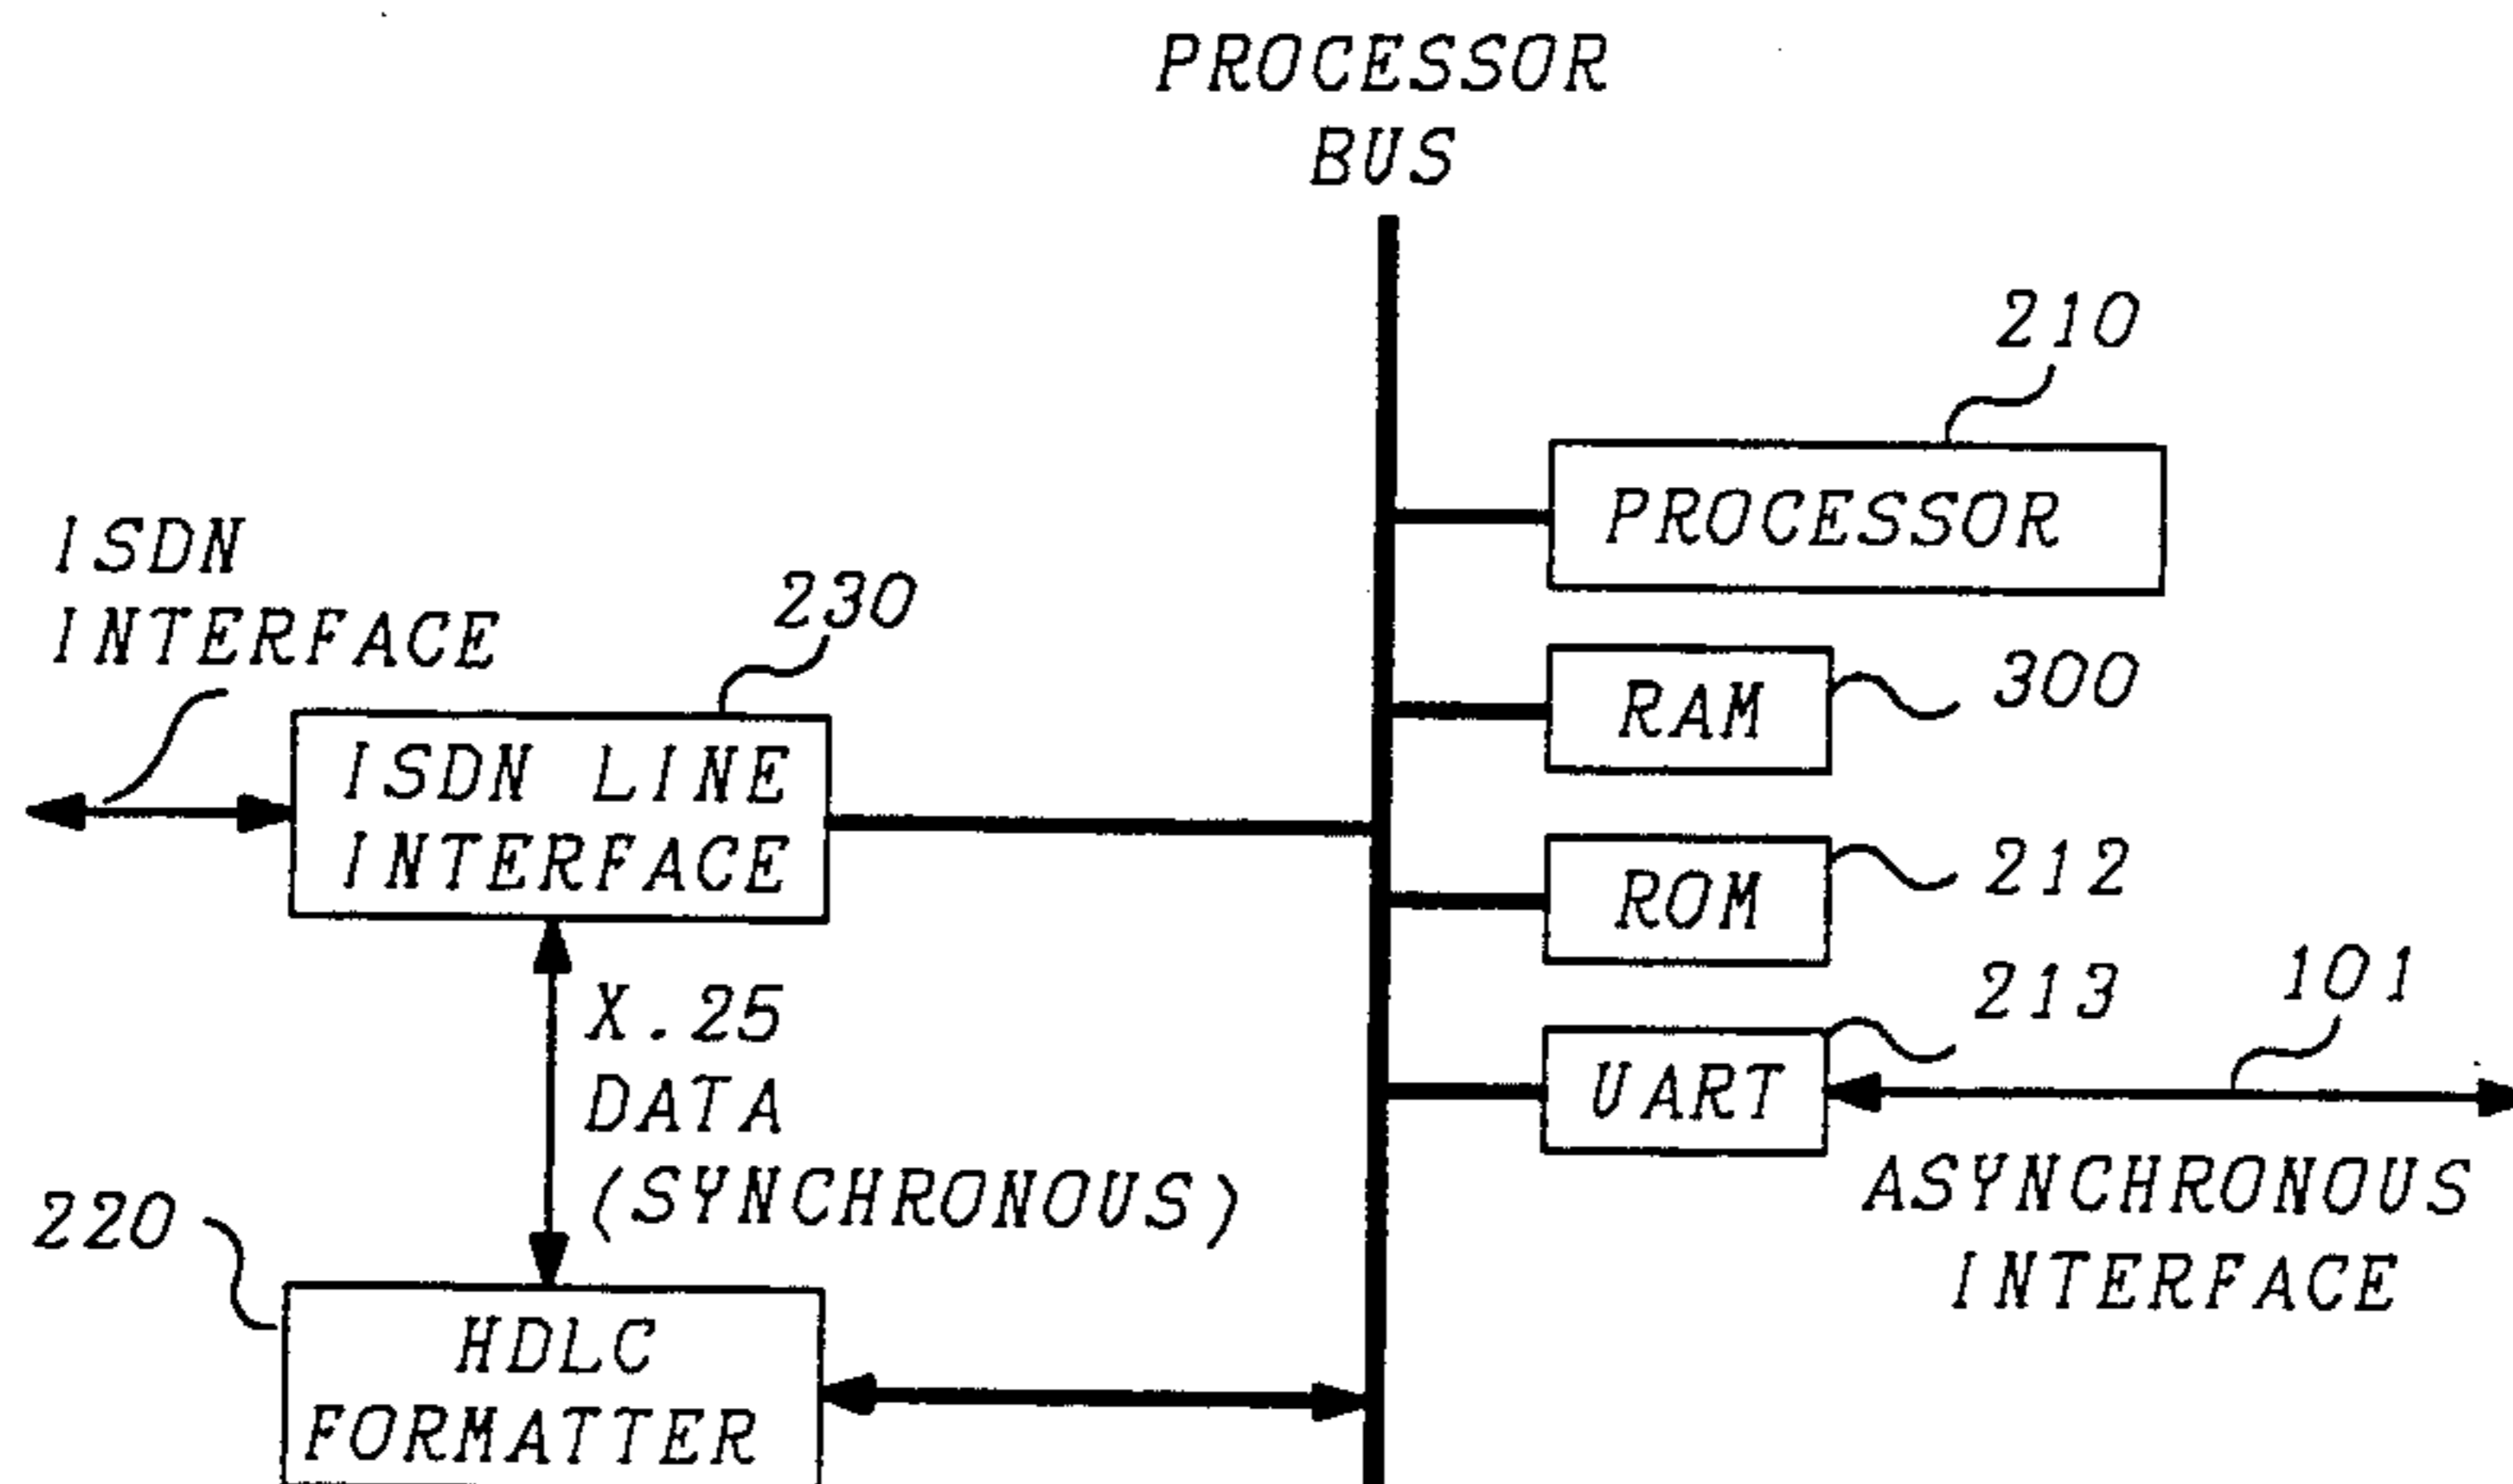 PROCESSOR
BUS
210
PROCESSOR
ISDN
INTERFACE
230
RAM
300
ISDN LINE
INTERFACE
ROM
212
X.25
DATA
(SYNCHRONOUS)
213
101
UART
ASYNCHRONOUS
INTERFACE
220
HDLC
FORMATTER